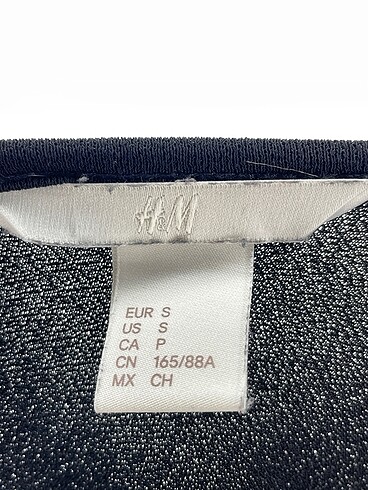 H&M
EUR S
US S
CA P
CN 165/88A
MX CH